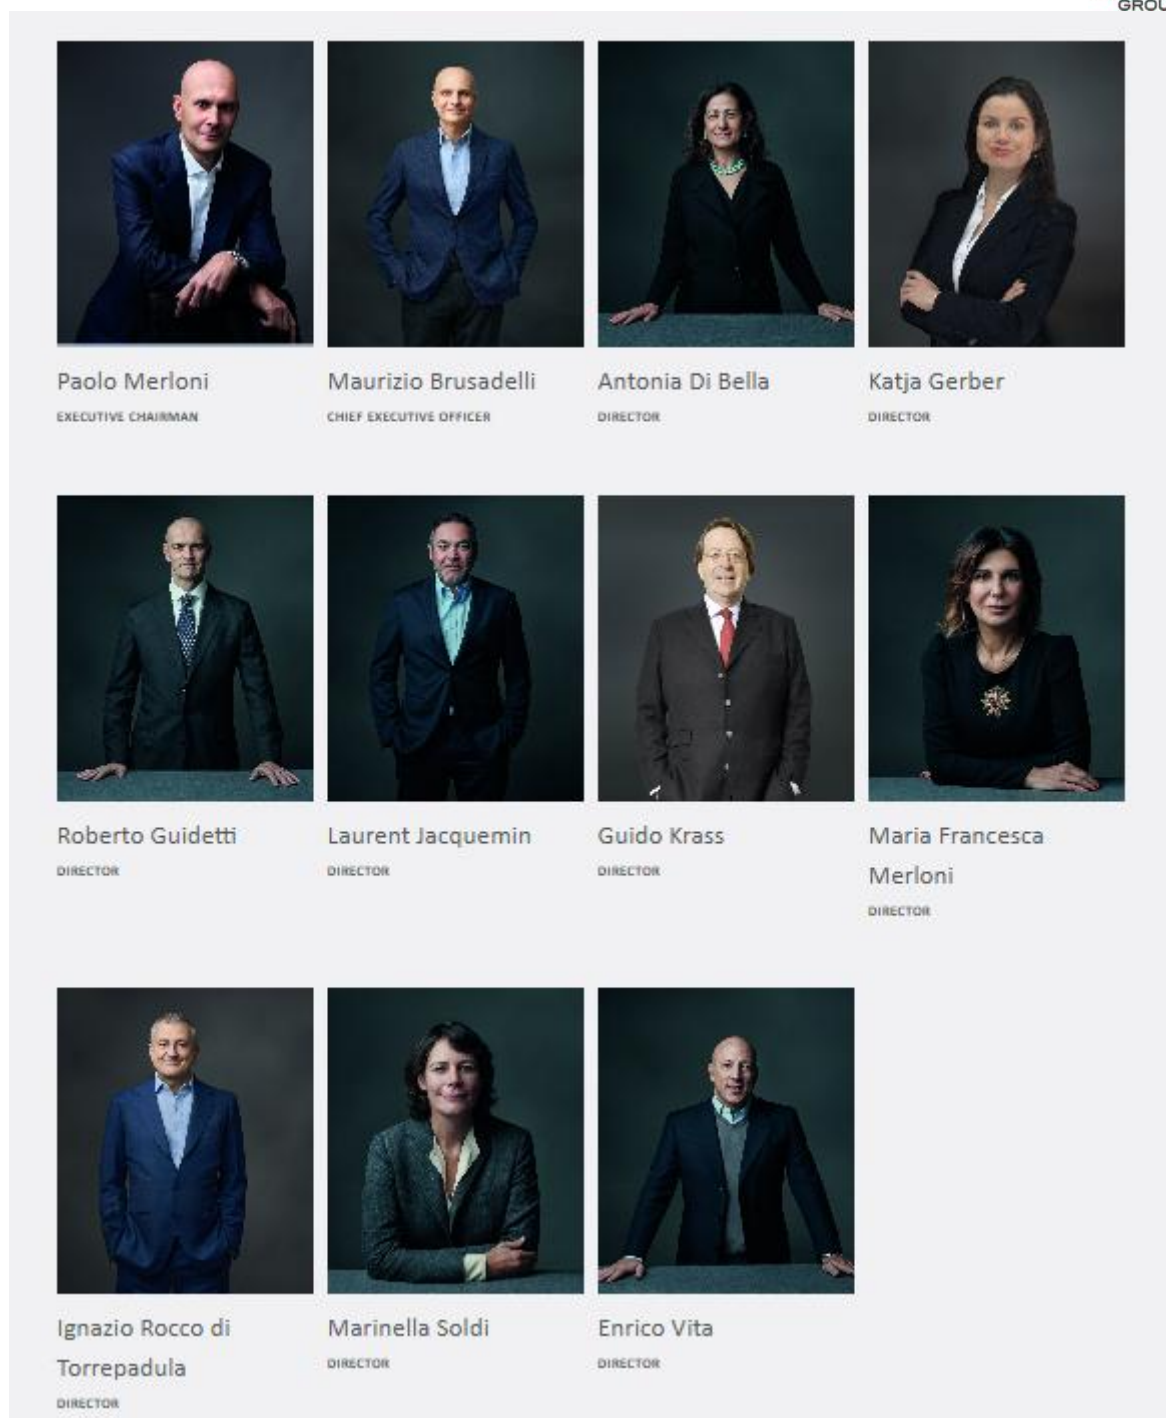 GROU
Paolo Merloni
EXECUTIVE CHAIRMAN
Maurizio Brusadelli
CHIEF EXECUTIVE OFFICER
Antonia Di Bella
DIRECTOR
Katja Gerber
DIRECTOR
Roberto Guidetti
DIRECTOR
Laurent Jacquemin
DIRECTOR
Guido Krass
DIRECTOR
Maria Francesca
Merloni
DIRECTOR
Ignazio Rocco di
Torrepadula
DIRECTOR
Marinella Soldi
DIRECTOR
Enrico Vita
DIRECTOR